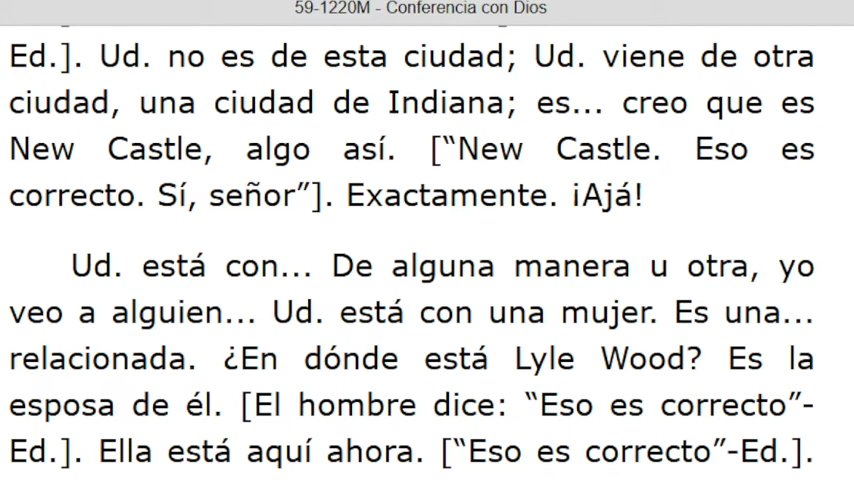 59-1220M - Conferencia con Dios
Ed.]. Ud. no es de esta ciudad; Ud. viene de otra
ciudad, una ciudad de Indiana; es... creo que es
New Castle, algo así. [“New Castle. Eso es
correcto. Sí, señor”]. Exactamente. ¡Ajá!
Ud. está con... De alguna manera u otra, yo
veo a alguien... Ud. está con una mujer. Es una...
relacionada. ¿En dónde está Lyle Wood? Es la
esposa de él. [El hombre dice: “Eso es correcto”-
Ed.]. Ella está aquí ahora. [“Eso es correcto”-Ed.].